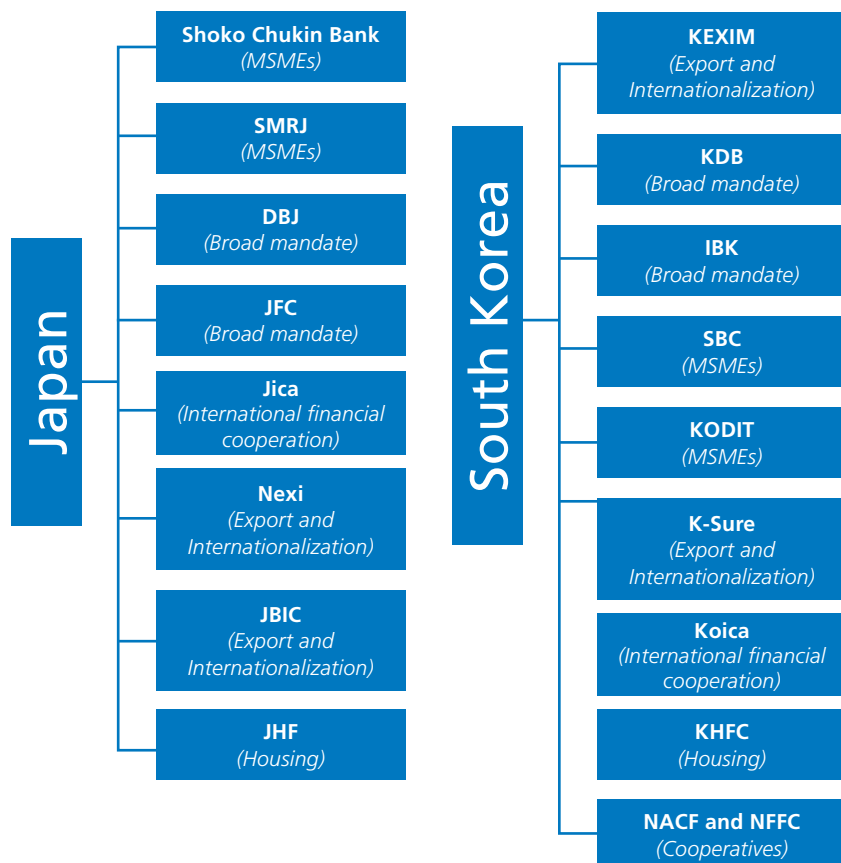 Japan
Shoko Chukin Bank
(MSMEs)
SMRJ
(MSMEs)
DBJ
(Broad mandate)
JFC
(Broad mandate)
Jica
(International financial
cooperation)
Nexi
(Export and
Internationalization)
JBIC
(Export and
Internationalization)
JHF
(Housing)
South Korea
KEXIM
(Export and
Internationalization)
KDB
(Broad mandate)
IBK
(Broad mandate)
SBC
(MSMEs)
KODIT
(MSMEs)
K-Sure
(Export and
Internationalization)
Koica
(International financial
cooperation)
KHFC
(Housing)
NACF and NFFC
(Cooperatives)